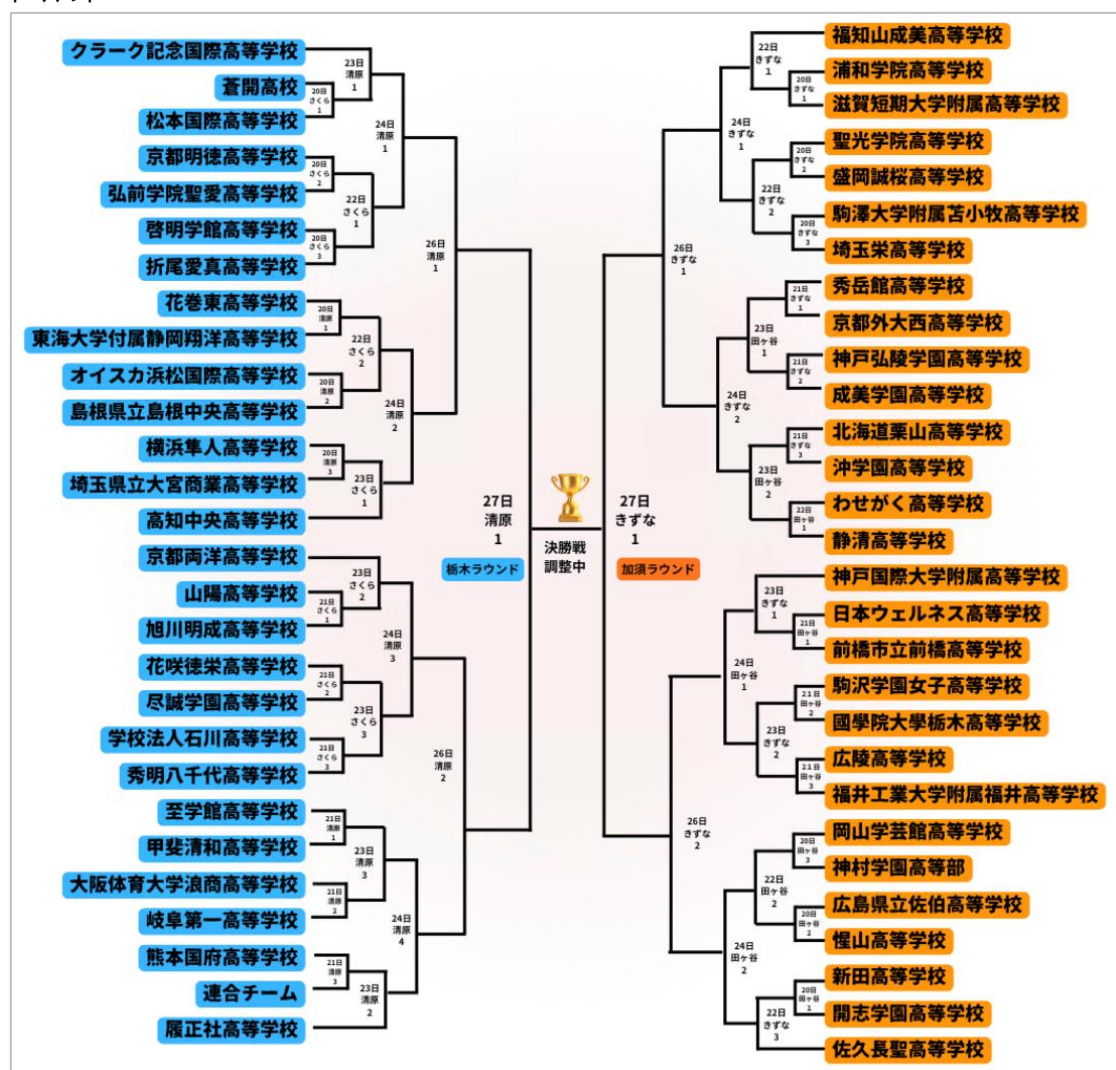 クラーク記念国際高等学校
蒼開高校
松本国際高等学校
京都明徳高等学校
弘前学院聖愛高等学校
啓明学館高等学校
折尾愛真高等学校
花巻東高等学校
東海大学付属静岡翔洋高等学校
オイスカ浜松国際高等学校
島根県立島根中央高等学校
横浜隼人高等学校
埼玉県立大宮商業高等学校
高知中央高等学校
京都両洋高等学校
山陽高等学校
旭川明成高等学校
花咲徳栄高等学校
尽誠学園高等学校
学校法人石川高等学校
秀明八千代高等学校
至学館高等学校
甲斐清和高等学校
大阪体育大学浪商高等学校
岐阜第一高等学校
熊本国府高等学校
連合チーム
履正社高等学校
20日
さくら
1
20日
さくら
2
20日
さくら
3
20日
清原
1
20日
清原
2
20日
清原
3
21日
さくら
1
21日
さくら
2
21日
さくら
3
21日
清原
1
21日
清原
2
21日
清原
3
23日
清原
1
22日
さくら
1
22日
さくら
2
23日
さくら
1
23日
さくら
2
23日
さくら
3
23日
清原
3
23日
清原
2
24日
清原
1
24日
清原
2
24日
清原
3
24日
清原
4
26日
清原
1
26日
清原
2
27日
清原
1
栃木ラウンド
決勝戦
調整中
27日
きずな
1
加須ラウンド
26日
きずな
1
26日
きずな
2
24日
きずな
1
24日
きずな
2
24日
田ヶ谷
1
24日
田ヶ谷
2
22日
きずな
1
22日
きずな
2
23日
田ヶ谷
1
23日
田ヶ谷
2
23日
きずな
1
23日
きずな
2
22日
田ヶ谷
2
22日
きずな
3
20日
きずな
1
20日
きずな
2
20日
きずな
3
21日
きずな
1
21日
きずな
2
21日
きずな
3
22日
田ヶ谷
1
21日
田ヶ谷
1
21日
田ヶ谷
2
21日
田ヶ谷
3
20日
田ヶ谷
3
20日
田ヶ谷
2
20日
田ヶ谷
1
福知山成美高等学校
浦和学院高等学校
滋賀短期大学附属高等学校
聖光学院高等学校
盛岡誠桜高等学校
駒澤大学附属苫小牧高等学校
埼玉栄高等学校
秀岳館高等学校
京都外大西高等学校
神戸弘陵学園高等学校
成美学園高等学校
北海道栗山高等学校
沖学園高等学校
わせがく高等学校
静清高等学校
神戸国際大学附属高等学校
日本ウェルネス高等学校
前橋市立前橋高等学校
駒沢学園女子高等学校
國學院大學栃木高等学校
広陵高等学校
福井工業大学附属福井高等学校
岡山学芸館高等学校
神村学園高等部
広島県立佐伯高等学校
惺山高等学校
新田高等学校
開志学園高等学校
佐久長聖高等学校